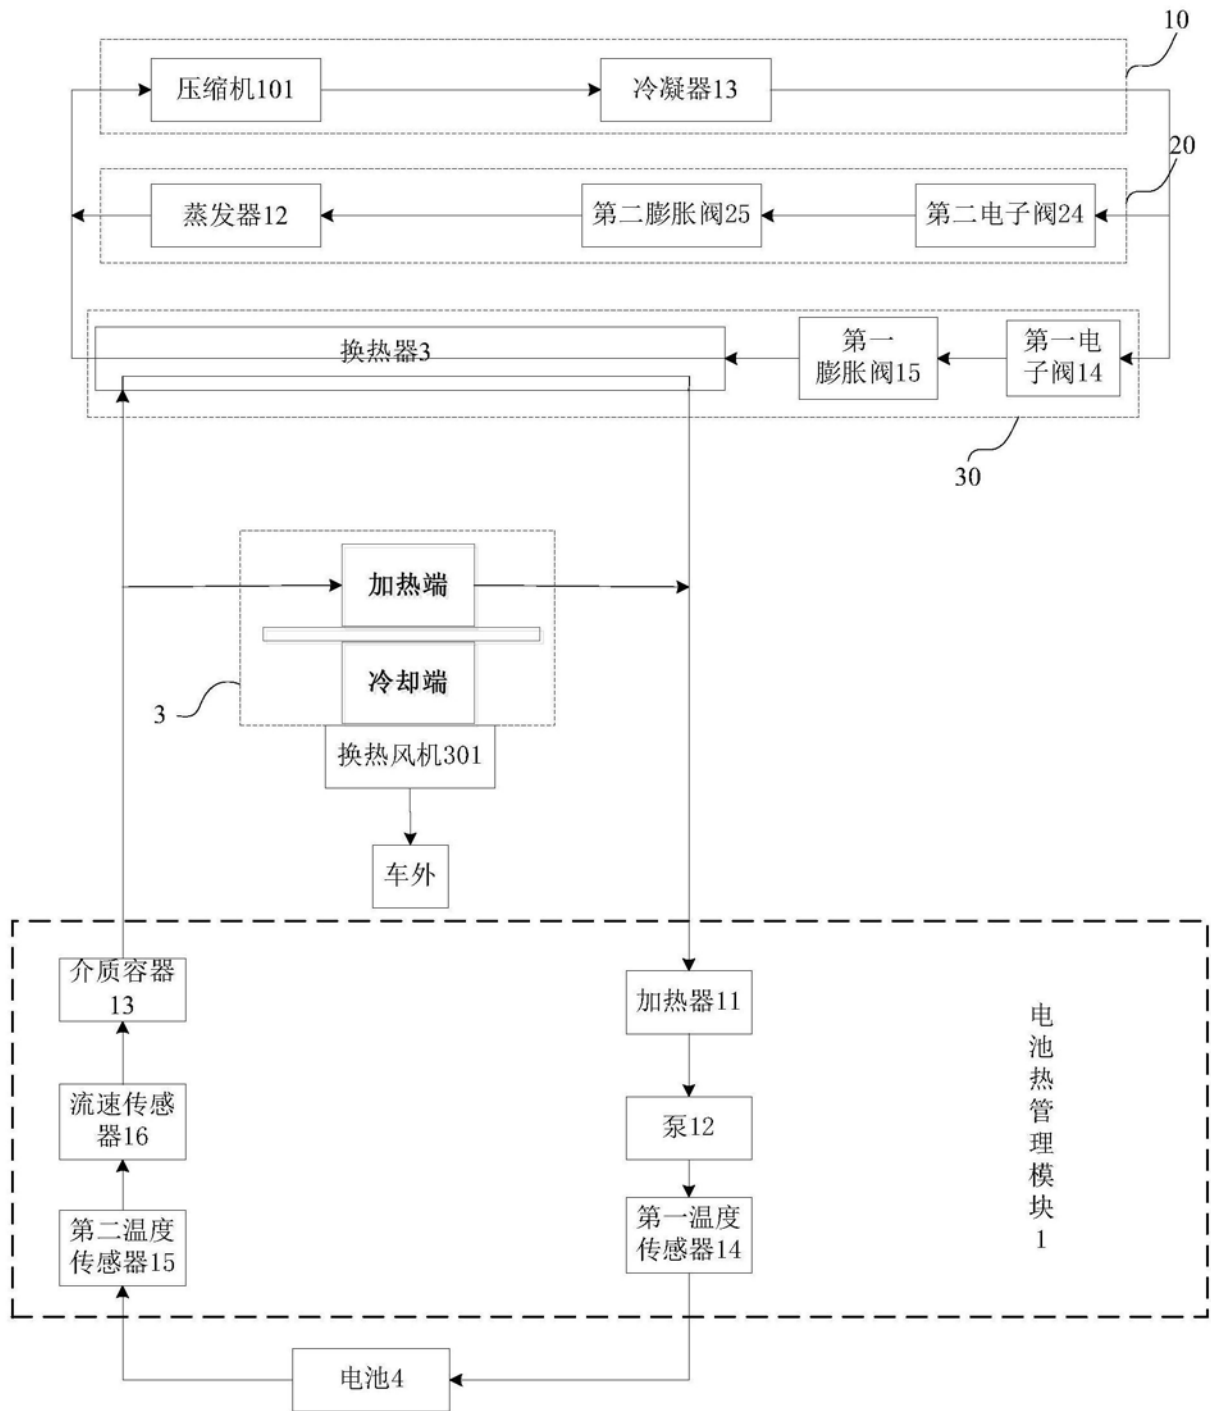 10
压缩机101
冷凝器13
20
蒸发器12
第二膨胀阀25
第二电子阀24
换热器3
第一
膨胀阀15
第一电
子阀14
30
加热端
冷却端
3
换热风机301
车外
介质容器
13
加热器11
流速传感
器16
泵12
第二温度
传感器15
第一温度
传感器14
电池热管理模块1
电池4